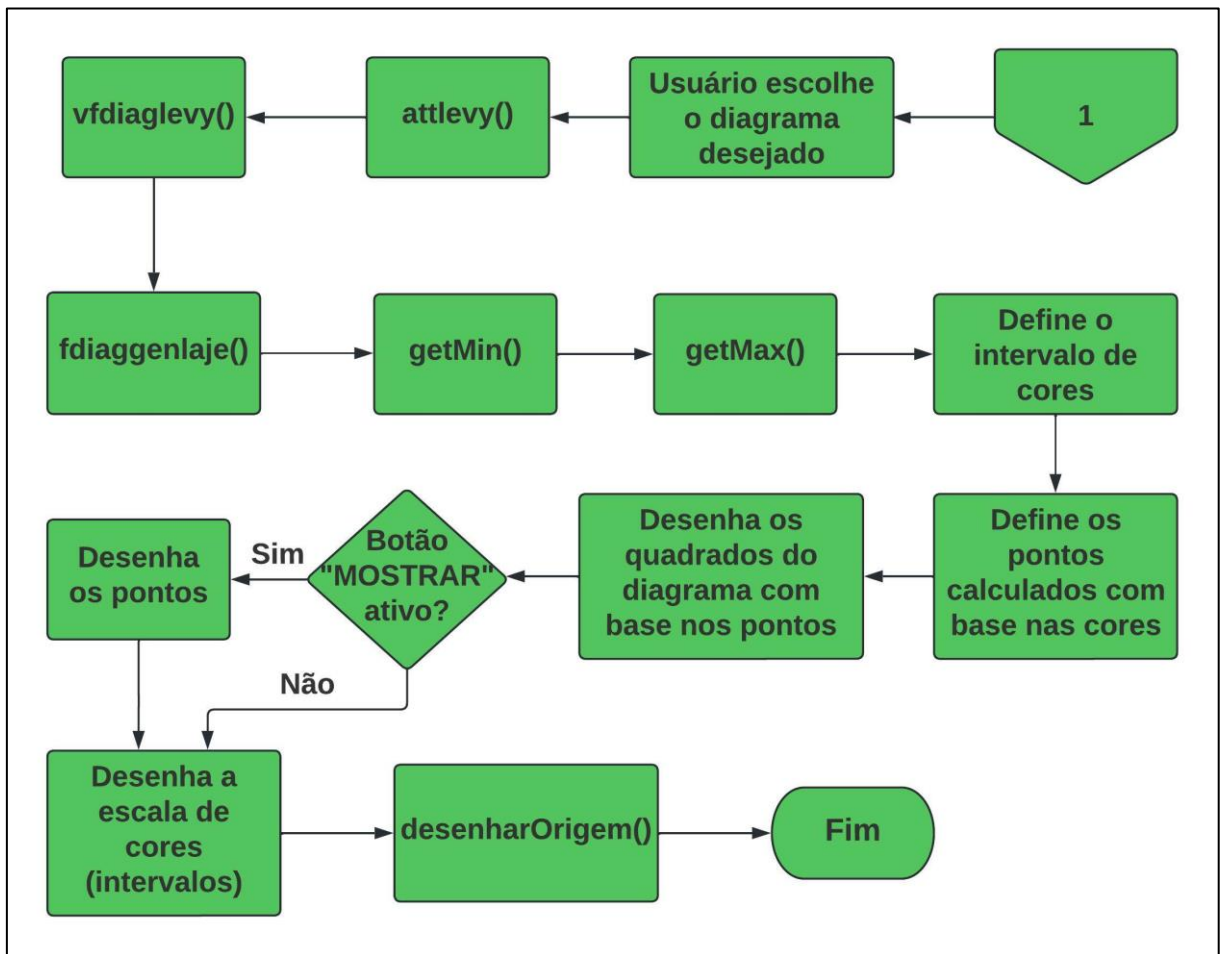 1
Usuário escolhe
o diagrama
desejado
attlevy()
vfdiaglevy()
fdiaggenlaje()
getMin()
getMax()
Define o
intervalo de
cores
Define os
pontos
calculados com
base nas cores
Desenha os
quadrados do
diagrama com
base nos pontos
Botão
"MOSTRAR"
ativo?
Sim
Desenha
os pontos
Não
Desenha a
escala de
cores
(intervalos)
desenharOrigem()
Fim